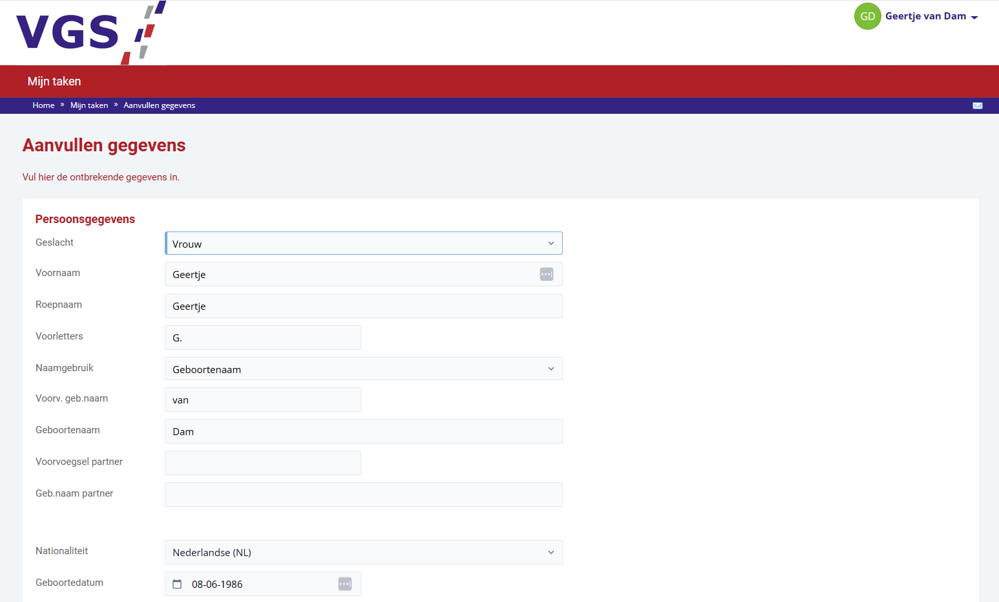 VGS
GD Geertje van Dam
Mijn taken
Home » Mijn taken » Aanvullen gegevens
Aanvullen gegevens
Vul hier de ontbrekende gegevens in.
Persoonsgegevens
Geslacht Vrouw
Voornaam Geertje
Roepnaam Geertje
Voorletters G.
Naamgebruik Geboortenaam
Voorv. geb.naam van
Geboortenaam Dam
Voorvoegsel partner
Geb.naam partner
Nationaliteit Nederlandse (NL)
Geboortedatum 08-06-1986